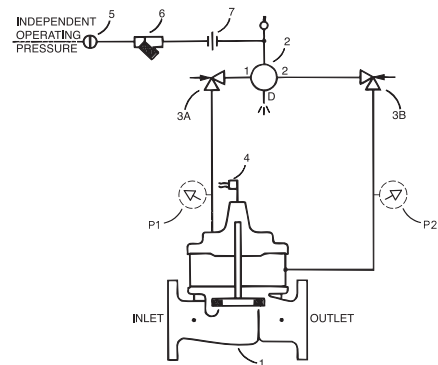 INDEPENDENT
OPERATING
PRESSURE
5
6
7
2
1
2
D
3A
3B
4
P1
P2
INLET
OUTLET
1